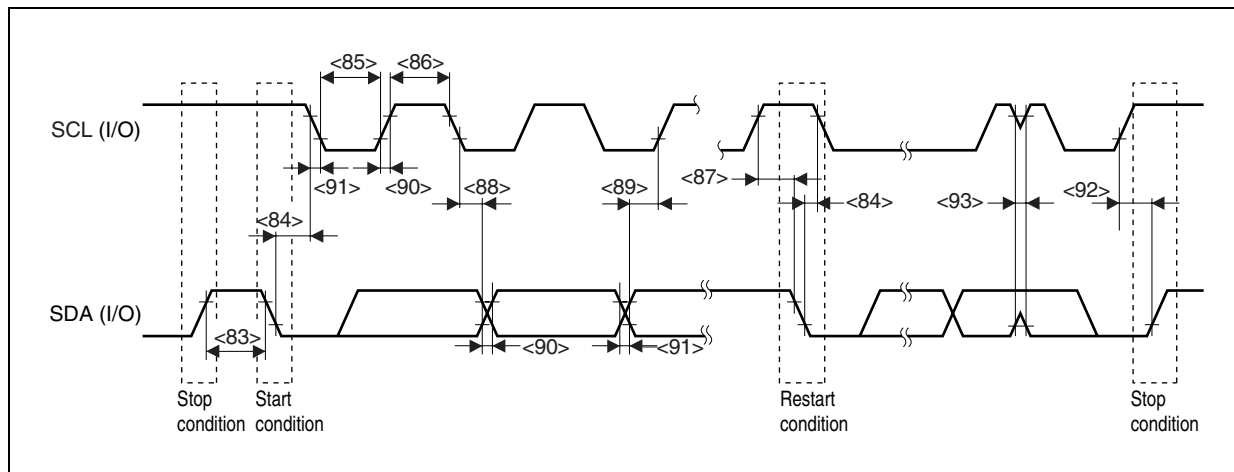 <85>
<86>
SCL (I/O)
<91>
<90>
<88>
<89>
<87>
<84>
<93>
<92>
<84>
SDA (I/O)
<83>
<90>
<91>
Stop
condition
Start
condition
Restart
condition
Stop
condition